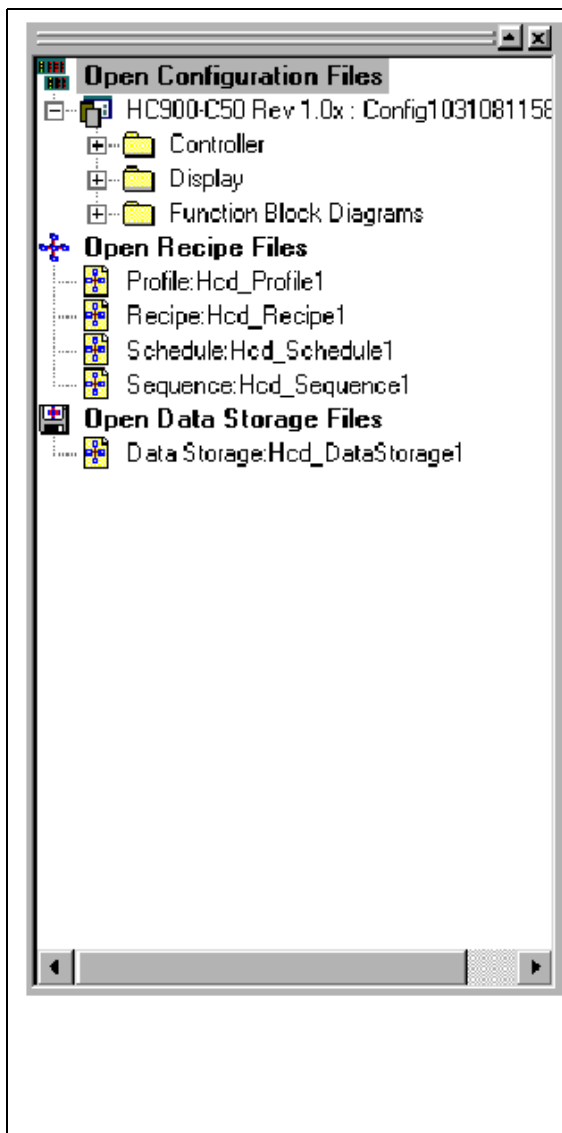 Open Configuration Files
HC900-C50 Rev 1.0x : Config1031081158
Controller
Display
Function Block Diagrams
Open Recipe Files
Profile:Hcd_Profile1
Recipe:Hcd_Recipe1
Schedule:Hcd_Schedule1
Sequence:Hcd_Sequence1
Open Data Storage Files
Data Storage:Hcd_DataStorage1